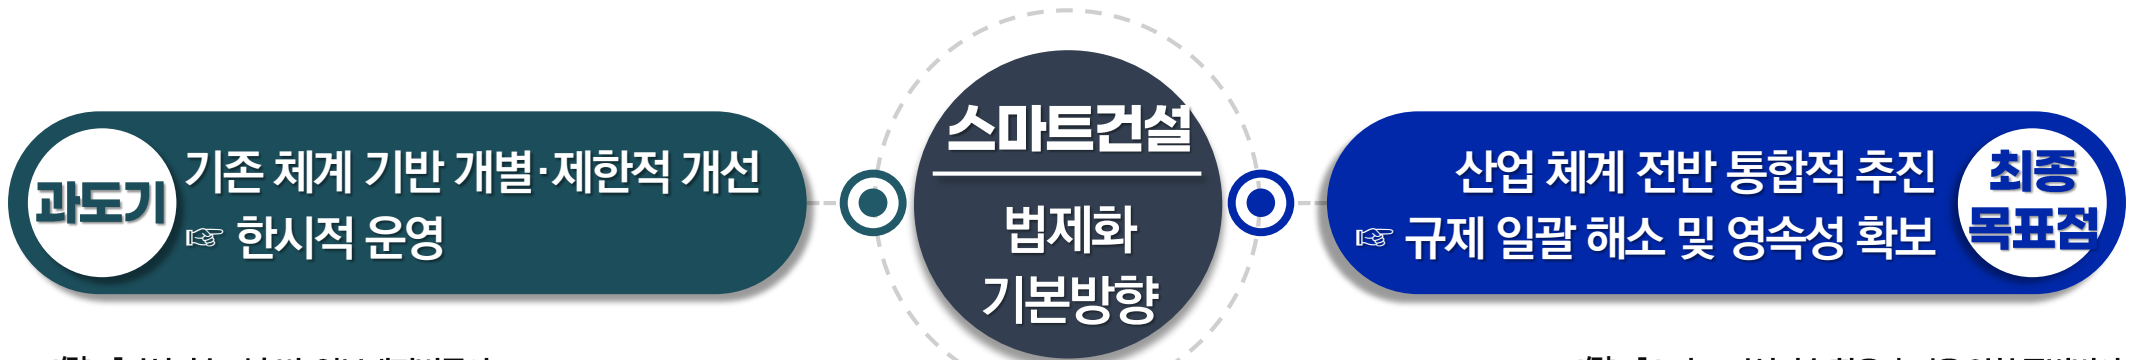 과도기
기존 체계 기반 개별·제한적 개선
☞ 한시적 운영
스마트건설
법제화
기본방향
산업 체계 전반 통합적 추진
☞ 규제 일괄 해소 및 영속성 확보
최종
목표점